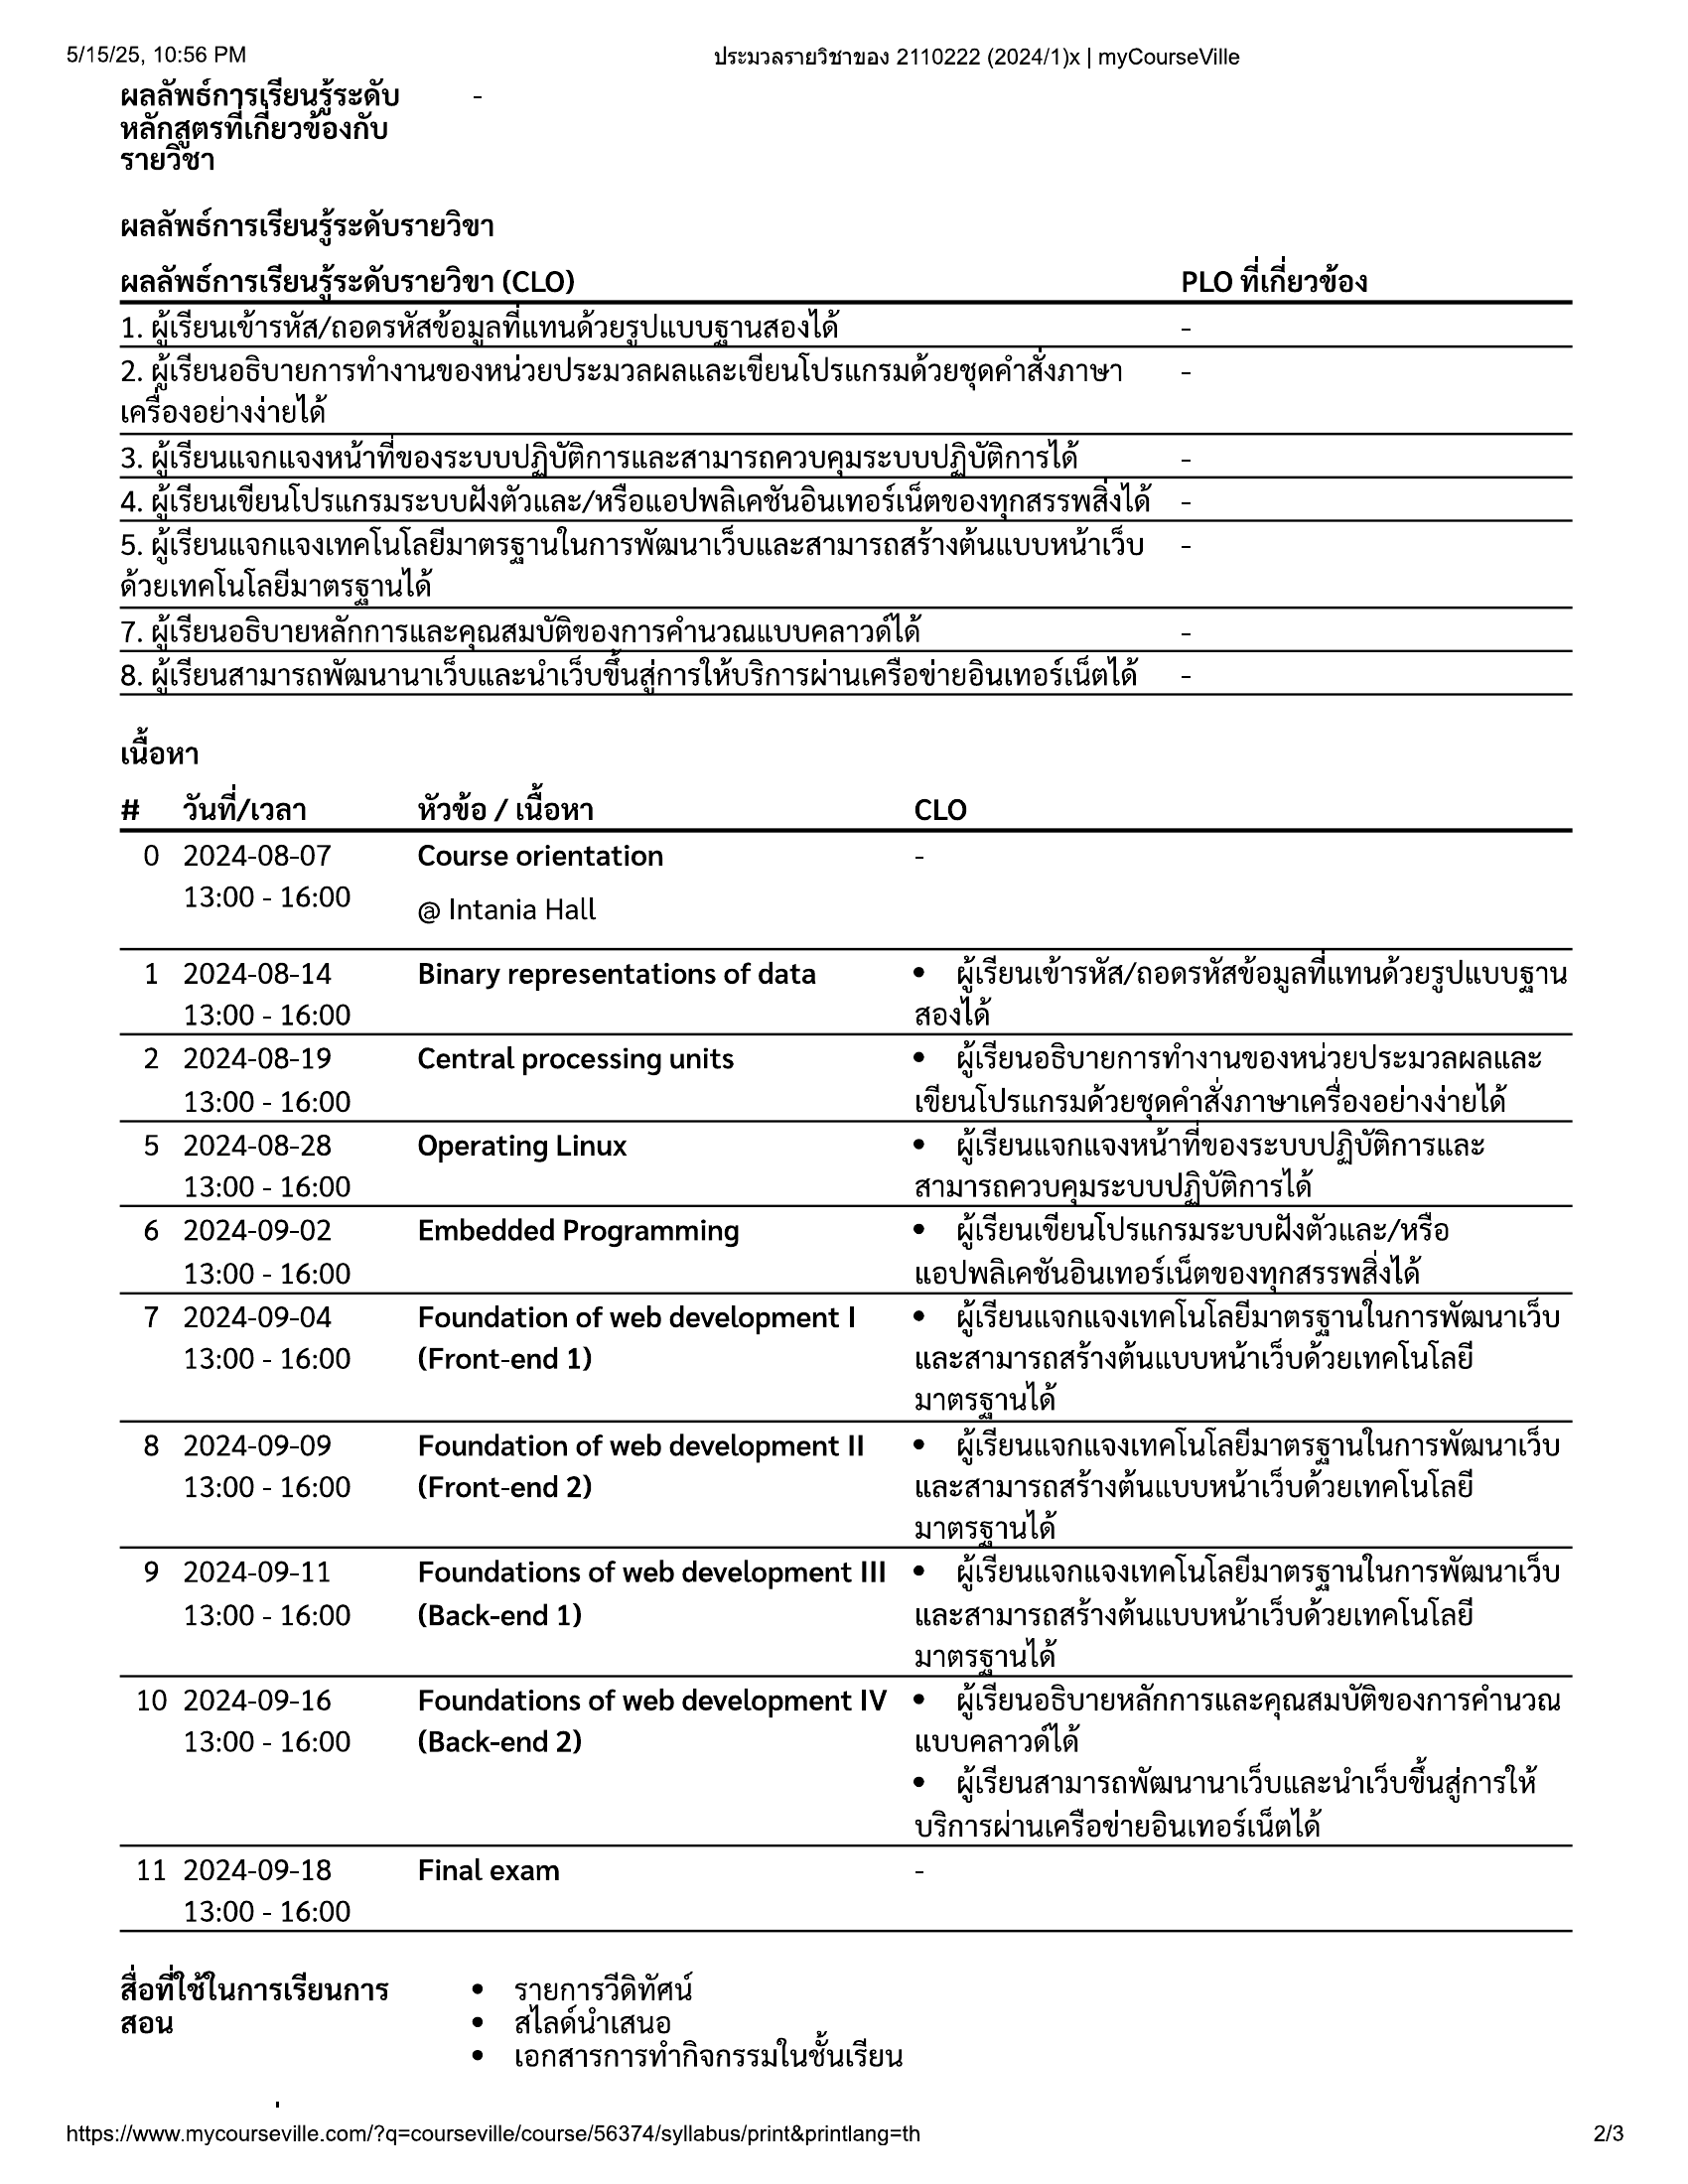 5/15/25, 10:56 PM
ประมวลรายวิชาของ 2110222 (2024/1)x | myCourseVille
ผลลัพธ์การเรียนรู้ระดับ -
หลักสูตรที่เกี่ยวข้องกับ
รายวิชา
ผลลัพธ์การเรียนรู้ระดับรายวิขา
ผลลัพธ์การเรียนรู้ระดับรายวิขา (CLO) PLO ที่เกี่ยวข้อง
1. ผู้เรียนเข้ารหัส/ถอดรหัสข้อมูลที่แทนด้วยรูปแบบฐานสองได้ -
2. ผู้เรียนอธิบายการทำงานของหน่วยประมวลผลและเขียนโปรแกรมด้วยชุดคำสั่งภาษา -
เครื่องอย่างง่ายได้
3. ผู้เรียนแจกแจงหน้าที่ของระบบปฏิบัติการและสามารถควบคุมระบบปฏิบัติการได้ -
4. ผู้เรียนเขียนโปรแกรมระบบฝังตัวและ/หรือแอปพลิเคชันอินเทอร์เน็ตของทุกสรรพสิ่งได้ -
5. ผู้เรียนแจกแจงเทคโนโลยีมาตรฐานในการพัฒนาเว็บและสามารถสร้างต้นแบบหน้าเว็บ -
ด้วยเทคโนโลยีมาตรฐานได้
7. ผู้เรียนอธิบายหลักการและคุณสมบัติของการคำนวณแบบคลาวด์ได้ -
8. ผู้เรียนสามารถพัฒนานาเว็บและนำเว็บขึ้นสู่การให้บริการผ่านเครือข่ายอินเทอร์เน็ตได้ -
เนื้อหา
# วันที่/เวลา หัวข้อ / เนื้อหา CLO
0 2024-08-07 Course orientation -
13:00 - 16:00 @ Intania Hall
1 2024-08-14 Binary representations of data • ผู้เรียนเข้ารหัส/ถอดรหัสข้อมูลที่แทนด้วยรูปแบบฐาน
13:00 - 16:00 สองได้
2 2024-08-19 Central processing units • ผู้เรียนอธิบายการทำงานของหน่วยประมวลผลและ
13:00 - 16:00 เขียนโปรแกรมด้วยชุดคำสั่งภาษาเครื่องอย่างง่ายได้
5 2024-08-28 Operating Linux • ผู้เรียนแจกแจงหน้าที่ของระบบปฏิบัติการและ
13:00 - 16:00 สามารถควบคุมระบบปฏิบัติการได้
6 2024-09-02 Embedded Programming • ผู้เรียนเขียนโปรแกรมระบบฝังตัวและ/หรือ
13:00 - 16:00 แอปพลิเคชันอินเทอร์เน็ตของทุกสรรพสิ่งได้
7 2024-09-04 Foundation of web development I • ผู้เรียนแจกแจงเทคโนโลยีมาตรฐานในการพัฒนาเว็บ
13:00 - 16:00 (Front-end 1) และสามารถสร้างต้นแบบหน้าเว็บด้วยเทคโนโลยี
มาตรฐานได้
8 2024-09-09 Foundation of web development II • ผู้เรียนแจกแจงเทคโนโลยีมาตรฐานในการพัฒนาเว็บ
13:00 - 16:00 (Front-end 2) และสามารถสร้างต้นแบบหน้าเว็บด้วยเทคโนโลยี
มาตรฐานได้
9 2024-09-11 Foundations of web development III • ผู้เรียนแจกแจงเทคโนโลยีมาตรฐานในการพัฒนาเว็บ
13:00 - 16:00 (Back-end 1) และสามารถสร้างต้นแบบหน้าเว็บด้วยเทคโนโลยี
มาตรฐานได้
10 2024-09-16 Foundations of web development IV • ผู้เรียนอธิบายหลักการและคุณสมบัติของการคำนวณ
13:00 - 16:00 (Back-end 2) แบบคลาวด์ได้
• ผู้เรียนสามารถพัฒนานาเว็บและนำเว็บขึ้นสู่การให้
บริการผ่านเครือข่ายอินเทอร์เน็ตได้
11 2024-09-18 Final exam -
13:00 - 16:00
สื่อที่ใช้ในการเรียนการ • รายการวีดิทัศน์
สอน • สไลด์นำเสนอ
• เอกสารการทำกิจกรรมในชั้นเรียน
https://www.mycourseville.com/?q=courseville/course/56374/syllabus/print&printlang=th 2/3